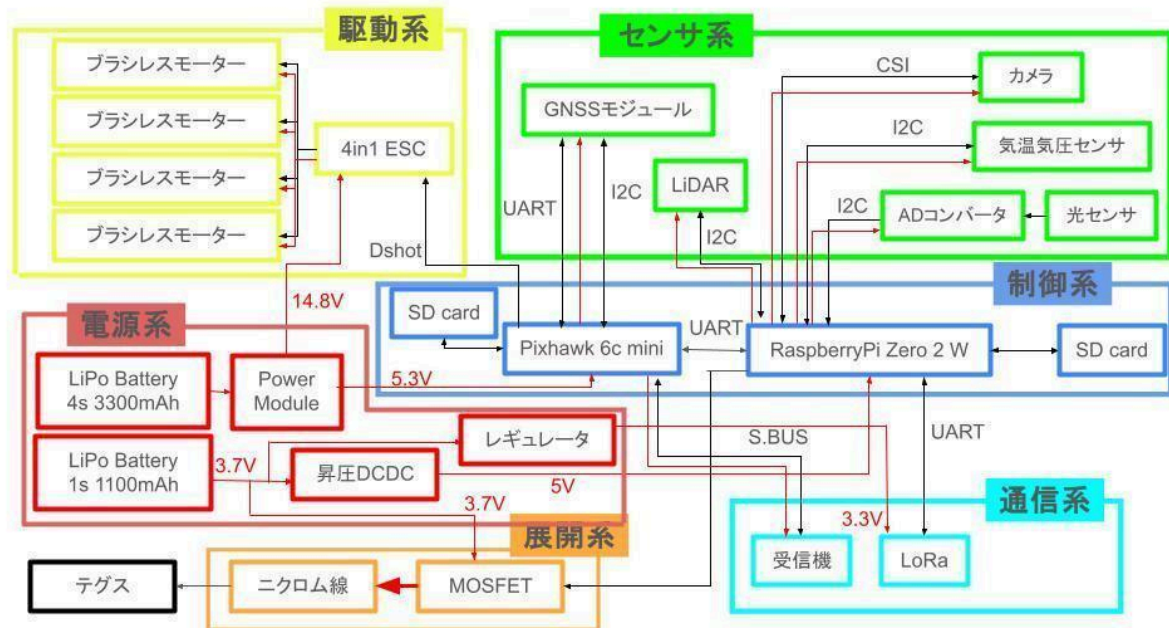 駆動系
ブラシレスモーター
ブラシレスモーター
ブラシレスモーター
ブラシレスモーター
4in1 ESC
Dshot
14.8V
センサ系
GNSSモジュール
UART
I2C
LiDAR
I2C
CSI
カメラ
I2C
気温気圧センサ
I2C
ADコンバータ
光センサ
制御系
SD card
Pixhawk 6c mini
UART
RaspberryPi Zero 2 W
SD card
電源系
LiPo Battery
4s 3300mAh
Power
Module
5.3V
LiPo Battery
1s 1100mAh
3.7V
昇圧DCDC
レギュレータ
5V
3.7V
S.BUS
UART
3.3V
通信系
受信機
LoRa
展開系
テグス
ニクロム線
MOSFET